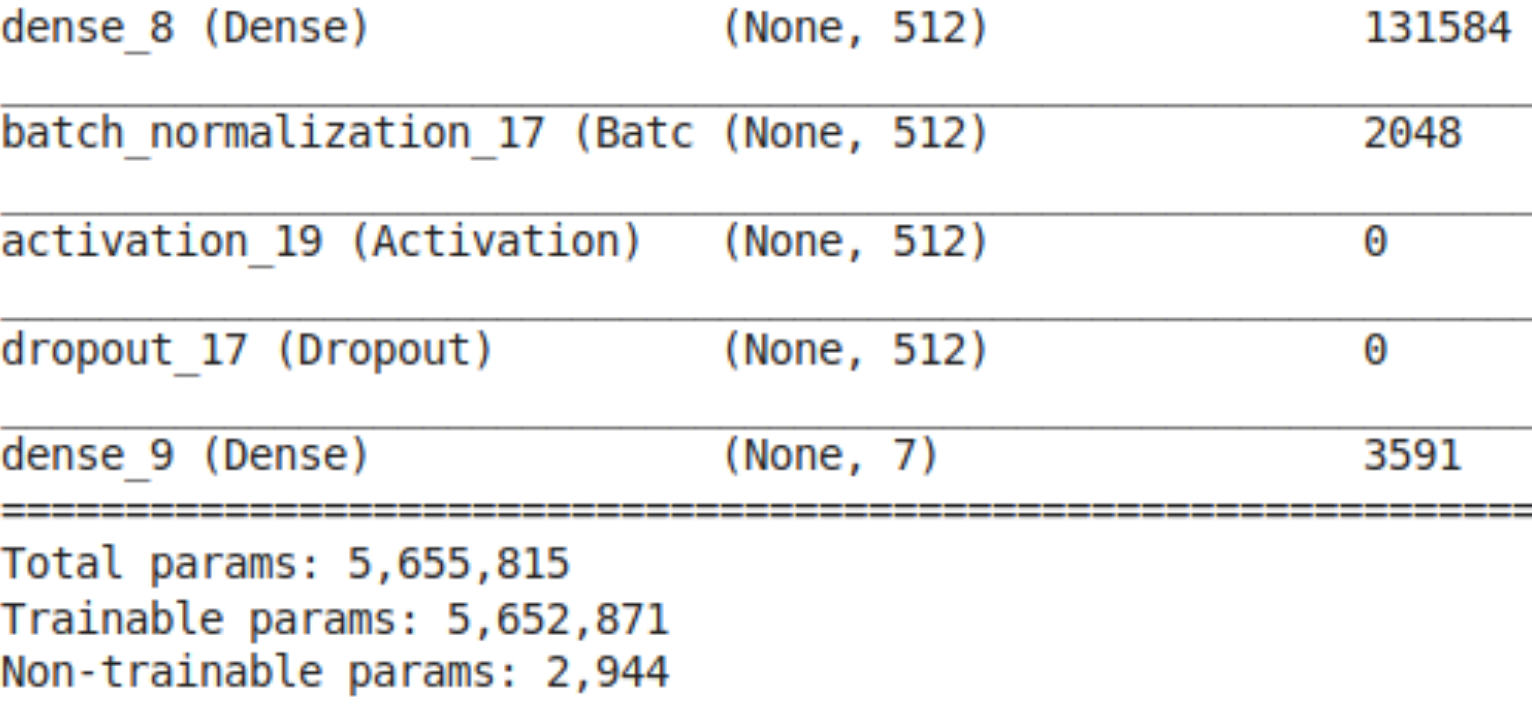 dense_8 (Dense) (None, 512) 131584
batch_normalization_17 (Batc (None, 512) 2048
activation_19 (Activation) (None, 512) 0
dropout_17 (Dropout) (None, 512) 0
dense_9 (Dense) (None, 7) 3591
=================================================================
Total params: 5,655,815
Trainable params: 5,652,871
Non-trainable params: 2,944